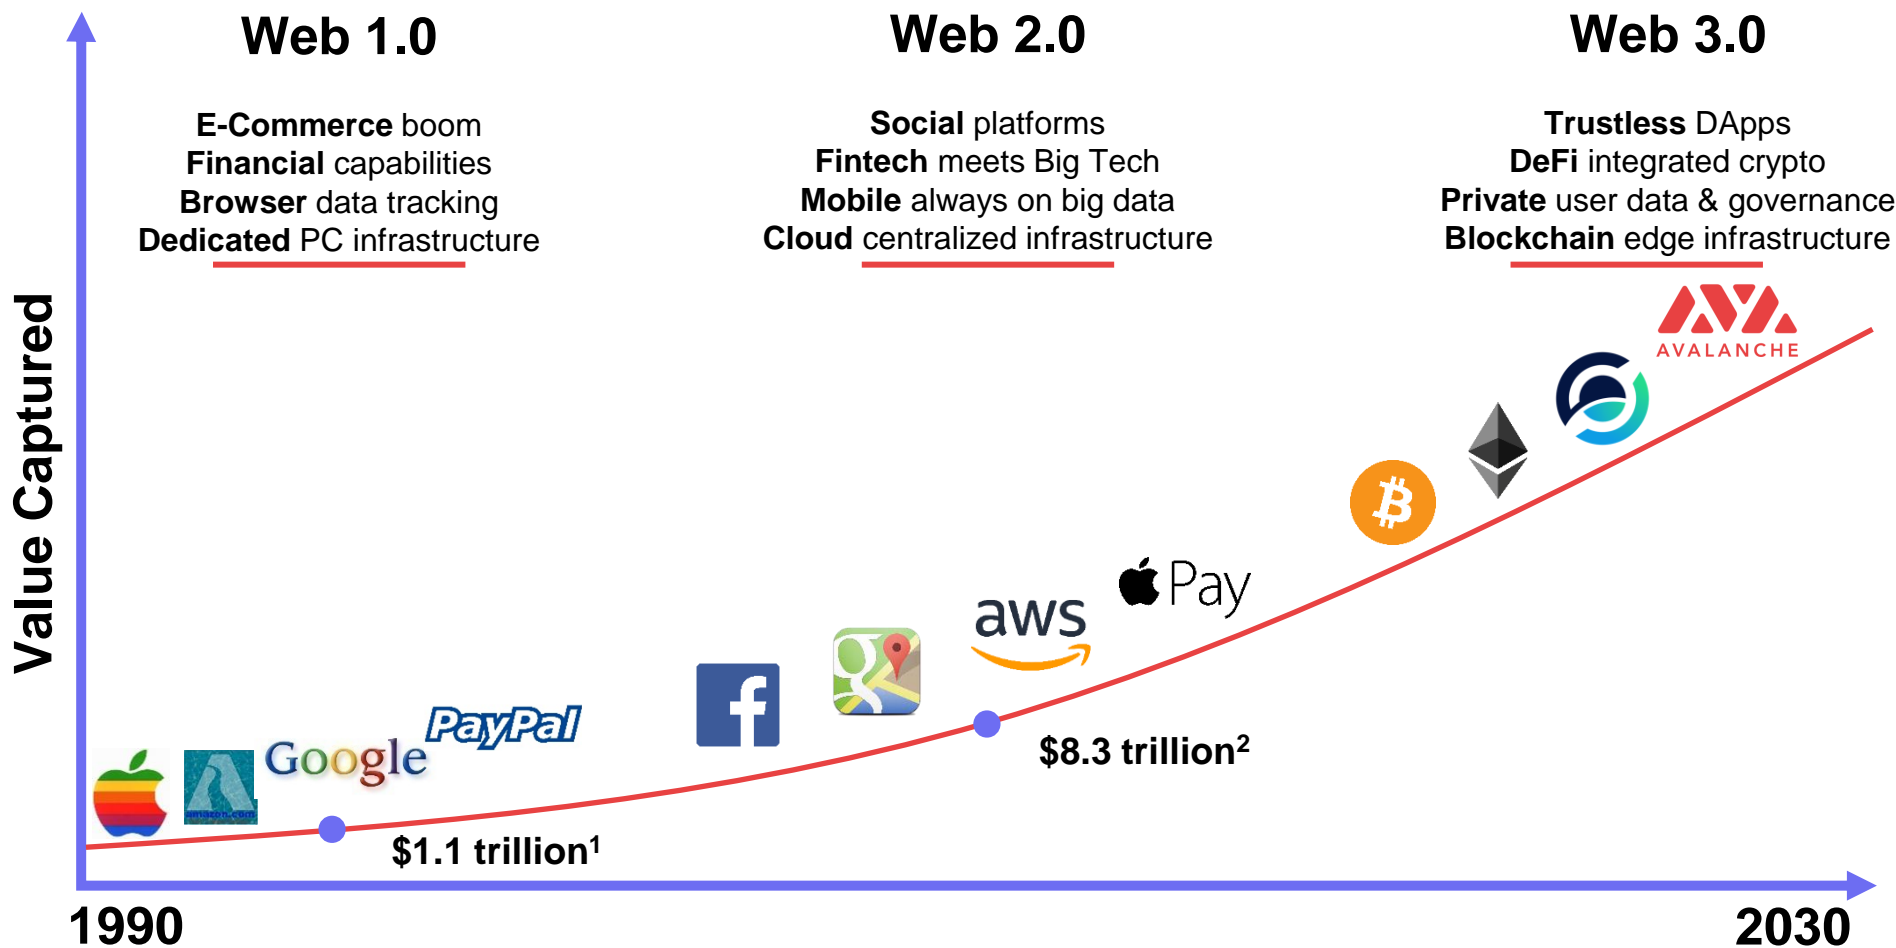 Web 1.0
E-Commerce boom
Financial capabilities
Browser data tracking
Dedicated PC infrastructure
Web 2.0
Social platforms
Fintech meets Big Tech
Mobile always on big data
Cloud centralized infrastructure
Web 3.0
Trustless DApps
DeFi integrated crypto
Private user data & governance
Blockchain edge infrastructure
Value Captured
AVALANCHE
Pay
aws
PayPal
Google
amazon.com
$1.1 trillion¹
$8.3 trillion²
1990
2030